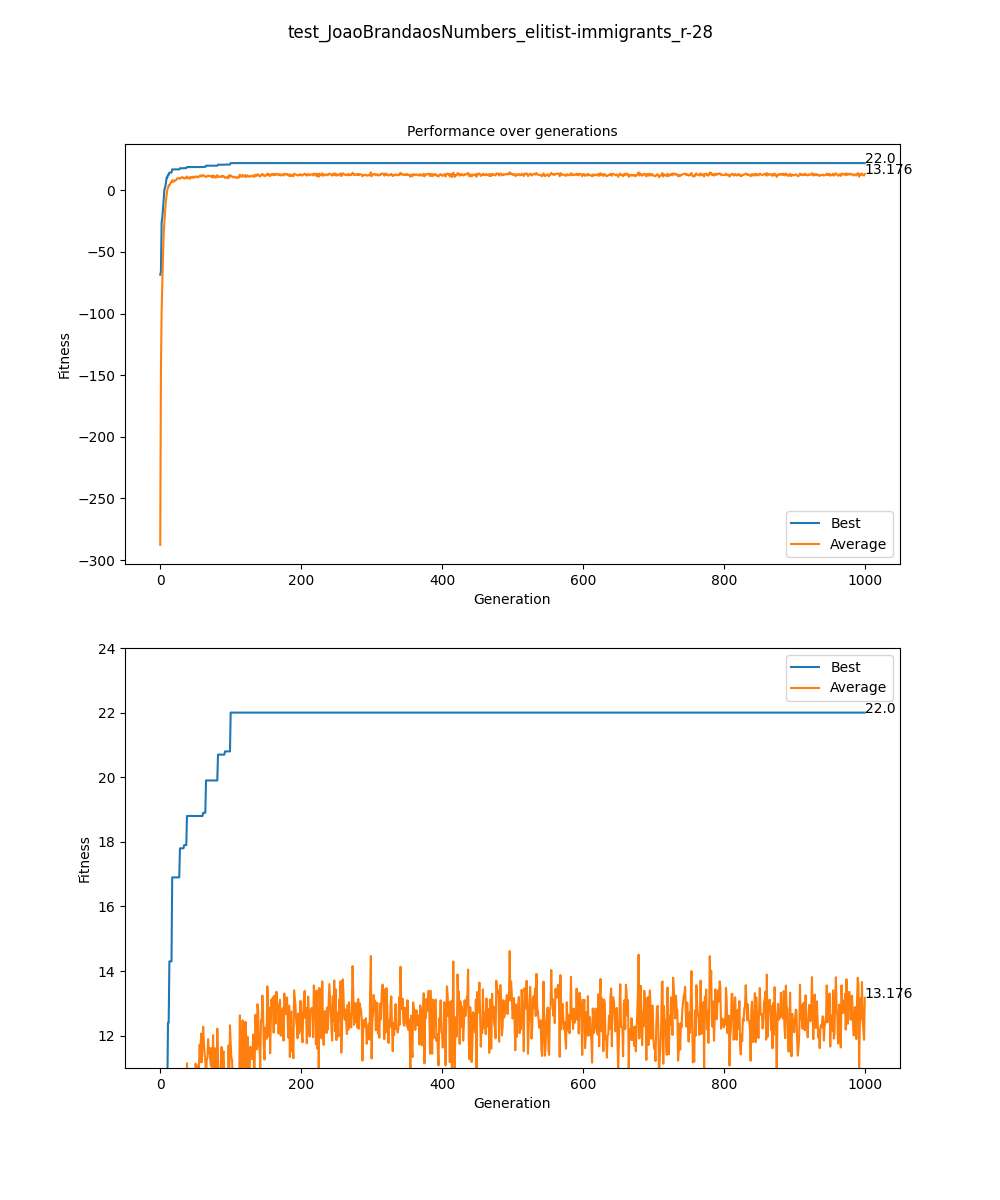 test_JoaoBrandaosNumbers_elitist-immigrants_r-28
Performance over generations
22.0
13.176
0
−50
−100
−150
−200
−250
−300
Fitness
Best
Average
0 200 400 600 800 1000
Generation
24
22
20
18
16
14
12
Fitness
Best
Average
22.0
13.176
0 200 400 600 800 1000
Generation